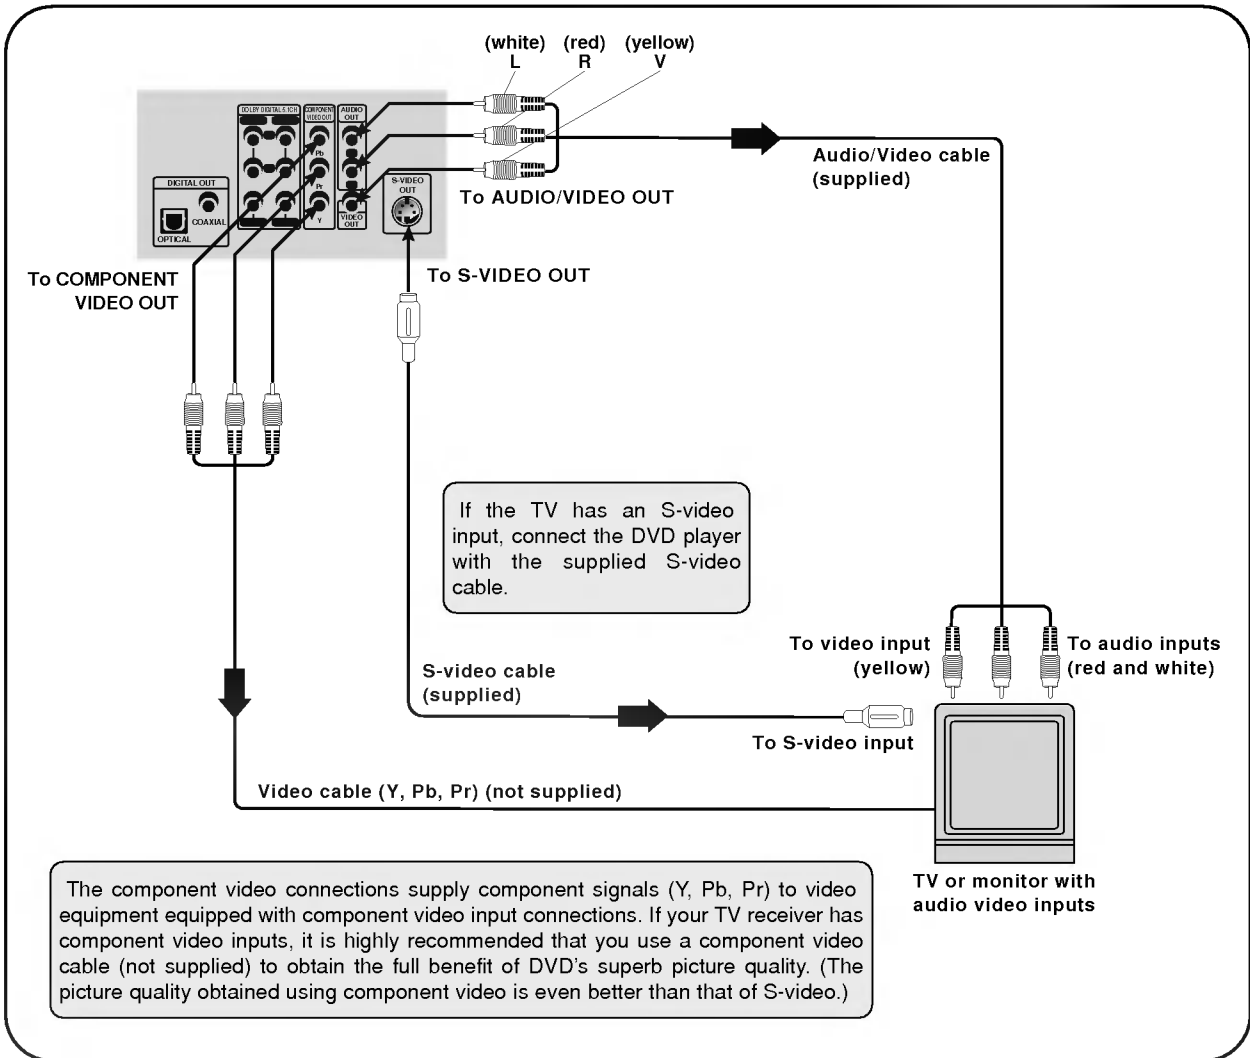 (white) (red) (yellow)
L R V
DOLBY DIGITAL 5.1CH
COMPONENT
VIDEO OUT
AUDIO
OUT
Pb
Pr
Y
VIDEO
OUT
S-VIDEO
OUT
DIGITAL OUT
COAXIAL
OPTICAL
To AUDIO/VIDEO OUT
Audio/Video cable
(supplied)
To COMPONENT
VIDEO OUT
To S-VIDEO OUT
If the TV has an S-video
input, connect the DVD player
with the supplied S-video
cable.
To video input
(yellow)
To audio inputs
(red and white)
S-video cable
(supplied)
To S-video input
Video cable (Y, Pb, Pr) (not supplied)
TV or monitor with
audio video inputs
The component video connections supply component signals (Y, Pb, Pr) to video
equipment equipped with component video input connections. If your TV receiver has
component video inputs, it is highly recommended that you use a component video
cable (not supplied) to obtain the full benefit of DVD's superb picture quality. (The
picture quality obtained using component video is even better than that of S-video.)